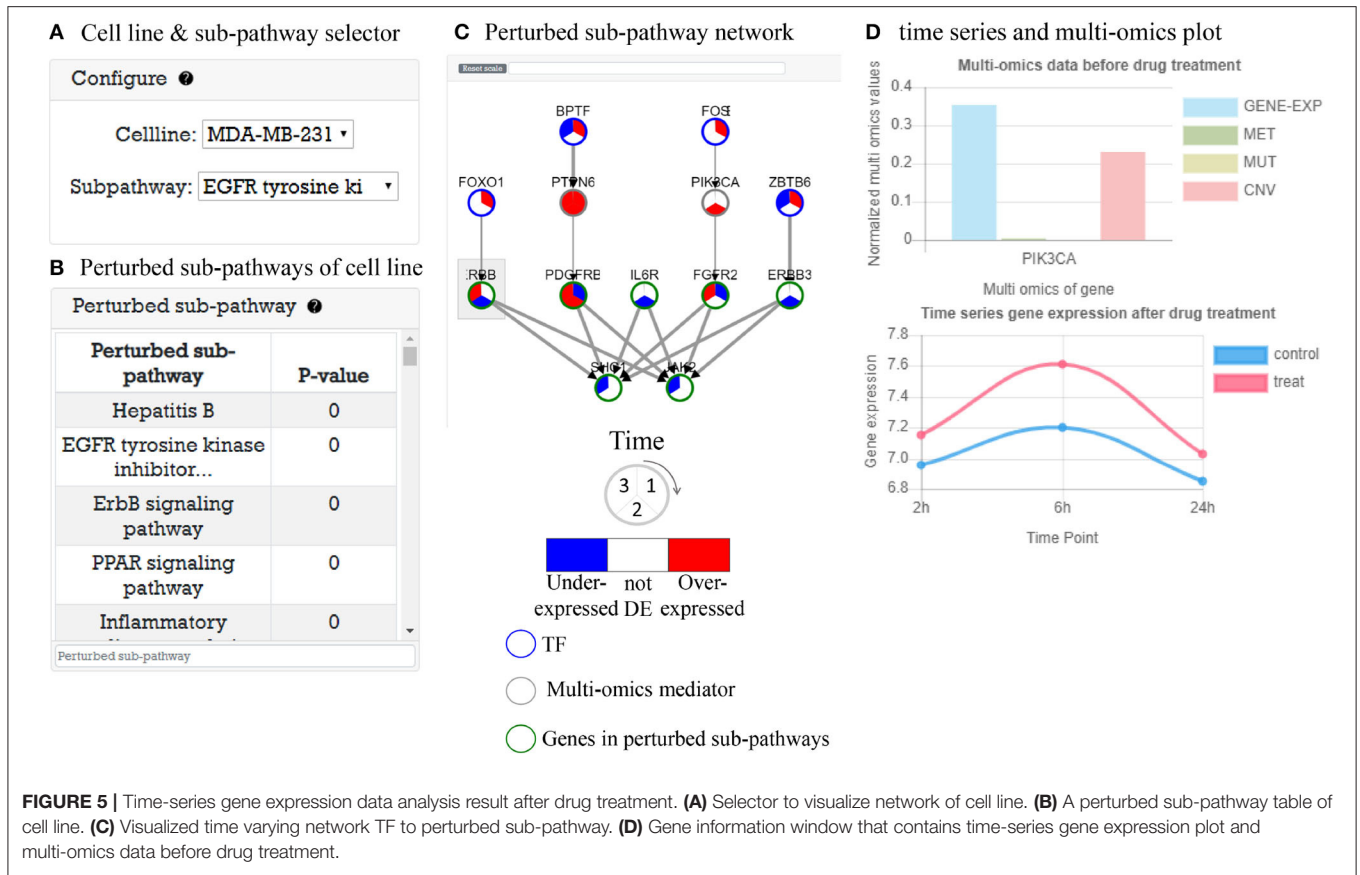 A Cell line & sub-pathway selector
Configure ?
Cellline: MDA-MB-231
Subpathway: EGFR tyrosine ki
B Perturbed sub-pathways of cell line
Perturbed sub-pathway ?
Perturbed sub-pathway P-value
Hepatitis B 0
EGFR tyrosine kinase inhibitor... 0
ErbB signaling pathway 0
PPAR signaling pathway 0
Inflammatory 0
Perturbed sub-pathway
C Perturbed sub-pathway network
Reset scale
BPTF
FOXO1 PTPN6 PIK3CA ZBTB6
PDGFRB IL6R FGFR2 ERBB3
SHC1 JAK2
Time
3 1
2
Under-expressed not DE Over-expressed
TF
Multi-omics mediator
Genes in perturbed sub-pathways
D time series and multi-omics plot
Multi-omics data before drug treatment
Normalized multi omics values
0.4
0.3
0.2
0.1
0
PIK3CA
Multi omics of gene
GENE-EXP
MET
MUT
CNV
Time series gene expression after drug treatment
Gene expression
7.8
7.6
7.4
7.2
7.0
6.8
2h 6h 24h
Time Point
control
treat
FIGURE 5 | Time-series gene expression data analysis result after drug treatment. (A) Selector to visualize network of cell line. (B) A perturbed sub-pathway table of
cell line. (C) Visualized time varying network TF to perturbed sub-pathway. (D) Gene information window that contains time-series gene expression plot and
multi-omics data before drug treatment.